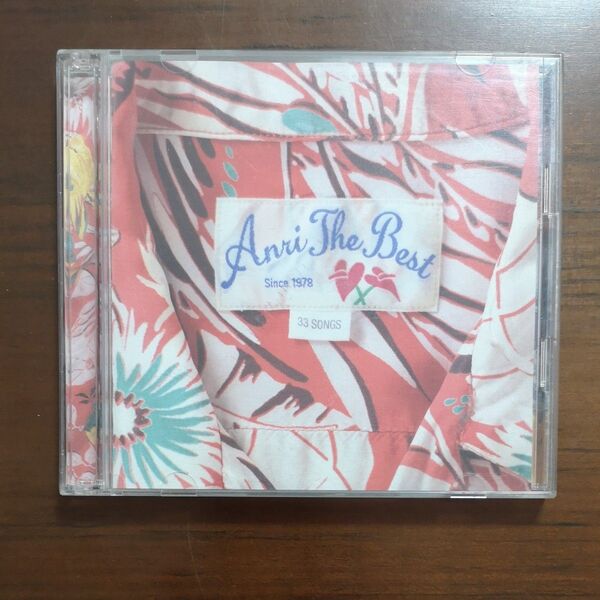 Anri The Best
Since 1978
33 SONGS